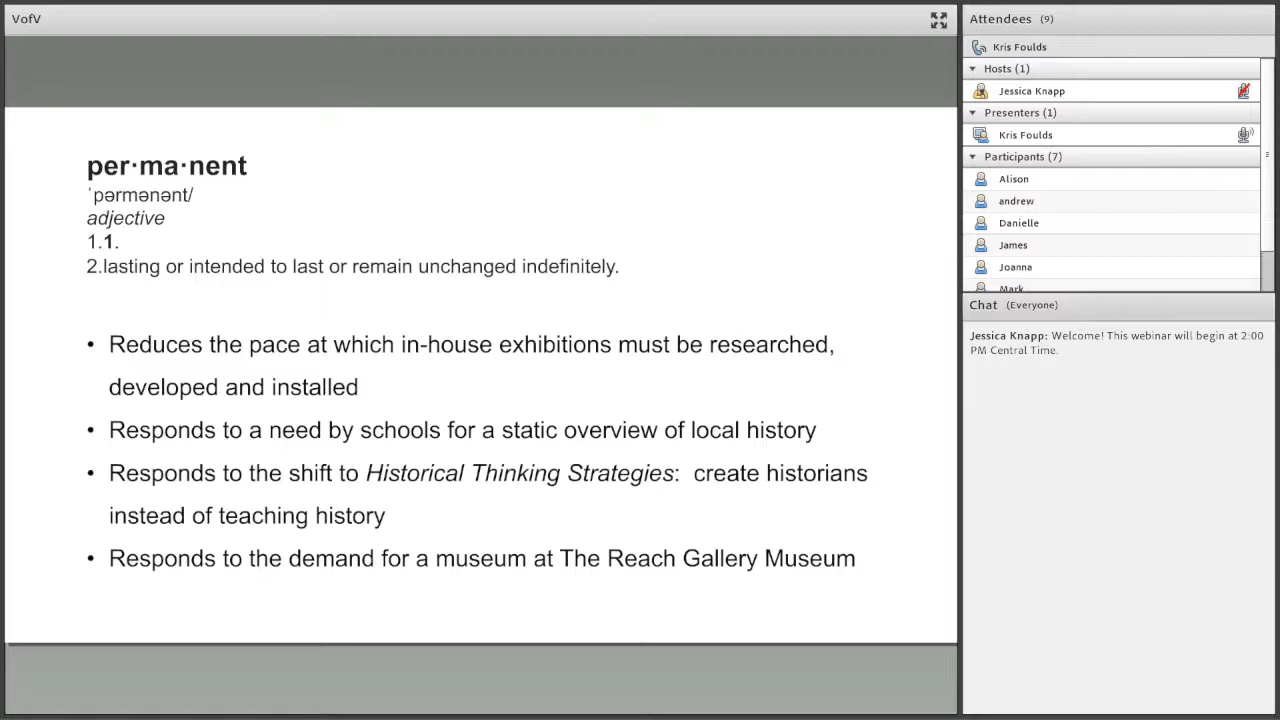 VofV
per·ma·nent
ˈpərmənənt/
adjective
1.1.
2.lasting or intended to last or remain unchanged indefinitely.
• Reduces the pace at which in-house exhibitions must be researched,
developed and installed
• Responds to a need by schools for a static overview of local history
• Responds to the shift to Historical Thinking Strategies:  create historians
instead of teaching history
• Responds to the demand for a museum at The Reach Gallery Museum
Attendees (9)
Kris Foulds
Hosts (1)
Jessica Knapp
Presenters (1)
Kris Foulds
Participants (7)
Alison
andrew
Danielle
James
Joanna
Mark
Chat (Everyone)
Jessica Knapp: Welcome! This webinar will begin at 2:00
PM Central Time.